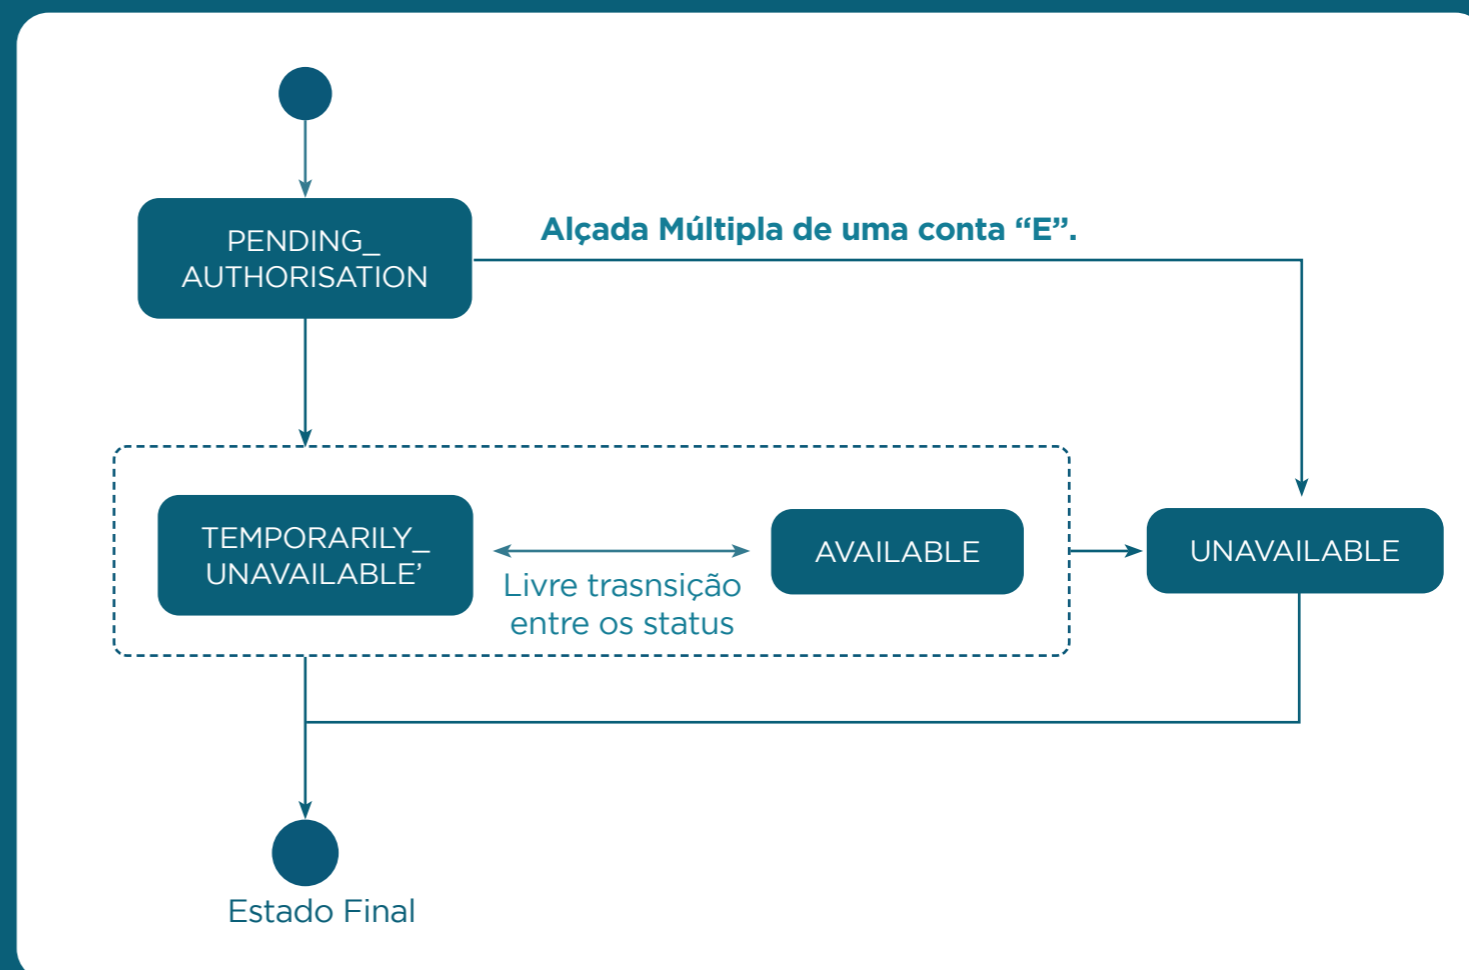 PENDING_
AUTHORISATION
Alçada Múltipla de uma conta “E”.
TEMPORARILY_
UNAVAILABLE’
Livre trasnsição
entre os status
AVAILABLE
UNAVAILABLE
Estado Final